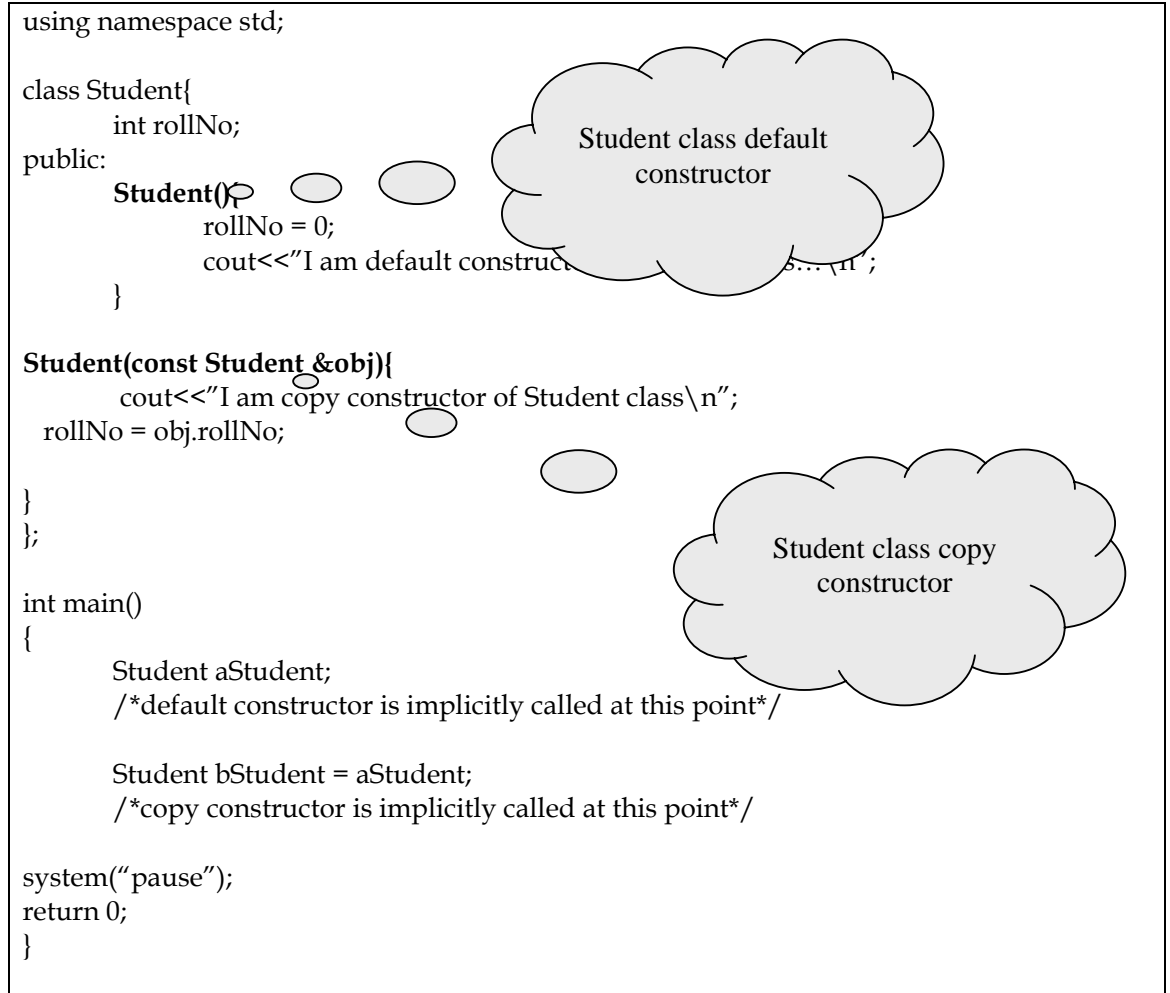 using namespace std;
class Student{
int rollNo;
public:
Student(){
rollNo = 0;
cout<<”I am default s…\n”;
}
Student(const Student &obj){
cout<<”I am copy constructor of Student class\n”;
rollNo = obj.rollNo;
}
};
int main()
{
Student aStudent;
/*default constructor is implicitly called at this point*/
Student bStudent = aStudent;
/*copy constructor is implicitly called at this point*/
system(“pause”);
return 0;
}
Student class default
constructor
Student class copy
constructor